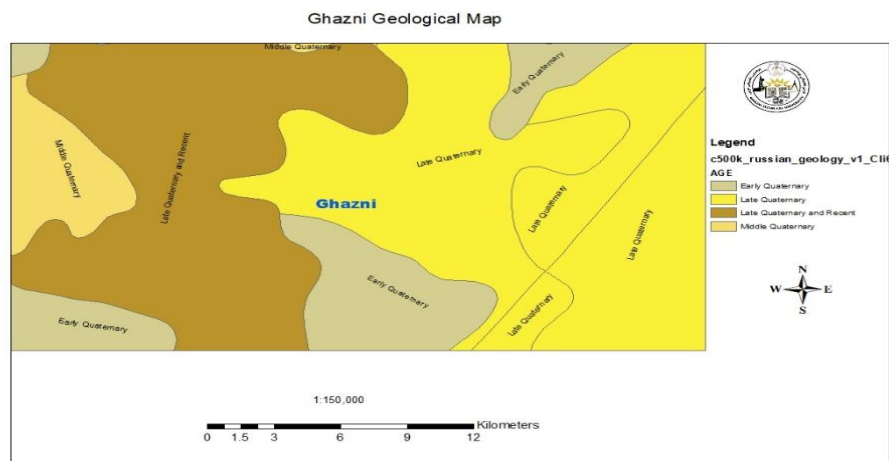 Ghazni Geological Map
Middle Quaternary
Early Quaternary
Late Quaternary
Middle Quaternary
Late Quaternary and Recent
Ghazni
Late Quaternary
Late Quaternary
Early Quaternary
Early Quaternary
Late Quaternary
Legend
c500k_russian_geology_v1_Cli6
AGE
Early Quaternary
Late Quaternary
Late Quaternary and Recent
Middle Quaternary
N
W E
S
1:150,000
Kilometers
0 1.5 3 6 9 12